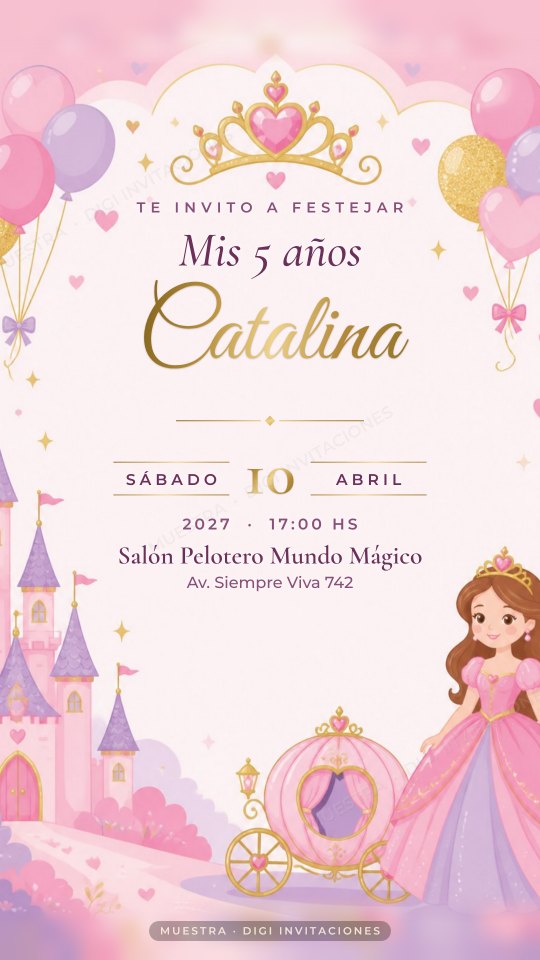 TE INVITO A FESTEJAR
Mis 5 años
Catalina
SÁBADO 10 ABRIL
2027 · 17:00 HS
Salón Pelotero Mundo Mágico
Av. Siempre Viva 742
MUESTRA · DIGI INVITACIONES